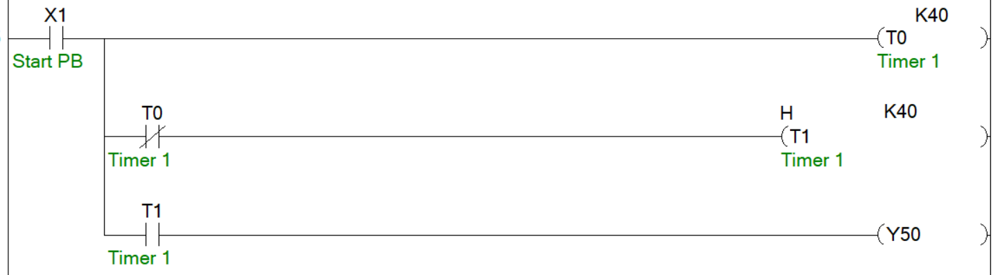 X1 K40
(T0 )
Start PB Timer 1
T0 H K40
(T1 )
Timer 1 Timer 1
T1
(Y50 )
Timer 1